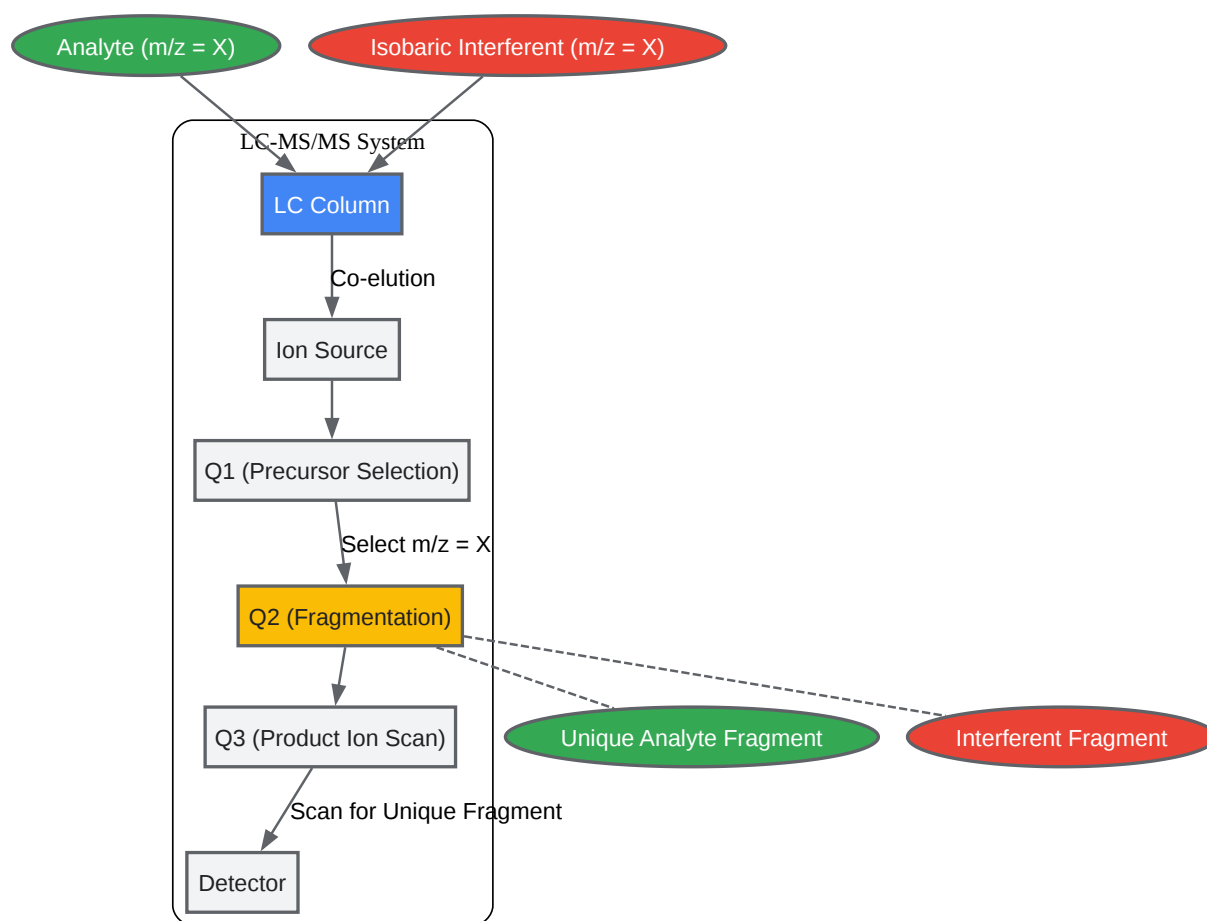 Analyte (m/z = X)
Isobaric Interferent (m/z = X)
LC-MS/MS System
LC Column
Co-elution
Ion Source
Q1 (Precursor Selection)
Select m/z = X
Q2 (Fragmentation)
Q3 (Product Ion Scan)
Unique Analyte Fragment
Interferent Fragment
Scan for Unique Fragment
Detector